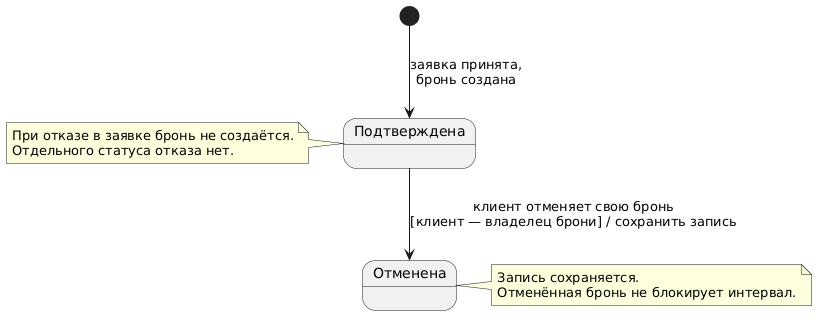 заявка принята,
бронь создана
Подтверждена
При отказе в заявке бронь не создаётся.
Отдельного статуса отказа нет.
клиент отменяет свою бронь
[клиент — владелец брони] / сохранить запись
Отменена
Запись сохраняется.
Отменённая бронь не блокирует интервал.